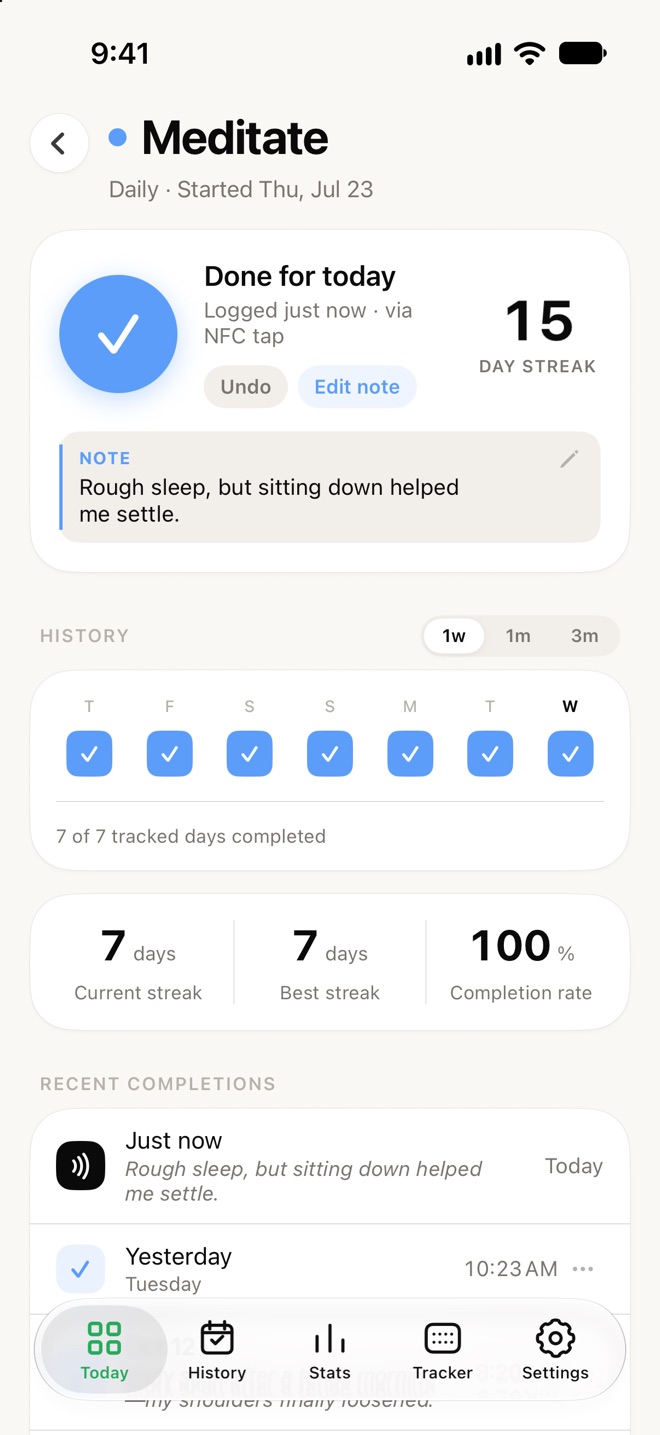 9:41
Meditate
Daily · Started Thu, Jul 23
Done for today
Logged just now · via
NFC tap
15
DAY STREAK
Undo
Edit note
NOTE
Rough sleep, but sitting down helped
me settle.
HISTORY
1w 1m 3m
T F S S M T W
7 of 7 tracked days completed
7 days
Current streak
7 days
Best streak
100 %
Completion rate
RECENT COMPLETIONS
Just now
Rough sleep, but sitting down helped
me settle.
Today
Yesterday
Tuesday
10:23 AM
Today History Stats Tracker Settings
—my shoulders finally loosened.